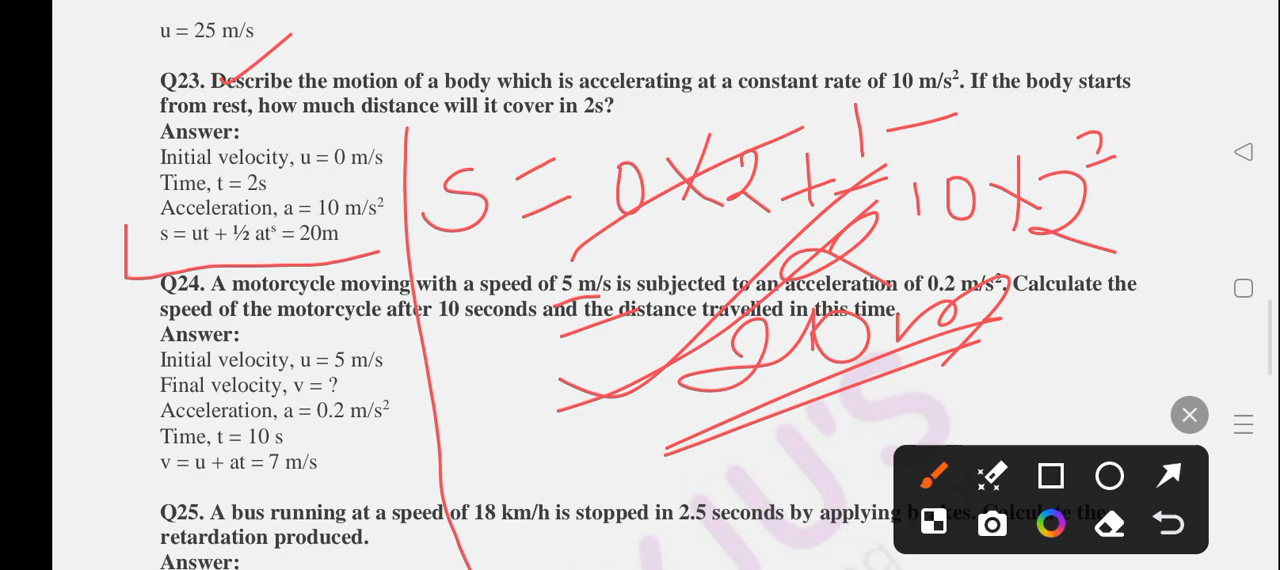 u = 25 m/s
Q23. Describe the motion of a body which is accelerating at a constant rate of 10 m/s². If the body starts
from rest, how much distance will it cover in 2s?
Answer:
Initial velocity, u = 0 m/s
Time, t = 2s
Acceleration, a = 10 m/s²
s = ut + ½ atˢ = 20m
S = 0×2 + 1/2 10×2²
= 20m
Q24. A motorcycle moving with a speed of 5 m/s is subjected to an acceleration of 0.2 m/s². Calculate the
speed of the motorcycle after 10 seconds and the distance travelled in this time.
Answer:
Initial velocity, u = 5 m/s
Final velocity, v = ?
Acceleration, a = 0.2 m/s²
Time, t = 10 s
v = u + at = 7 m/s
Q25. A bus running at a speed of 18 km/h is stopped in 2.5 seconds by applying the
retardation produced.
Answer: